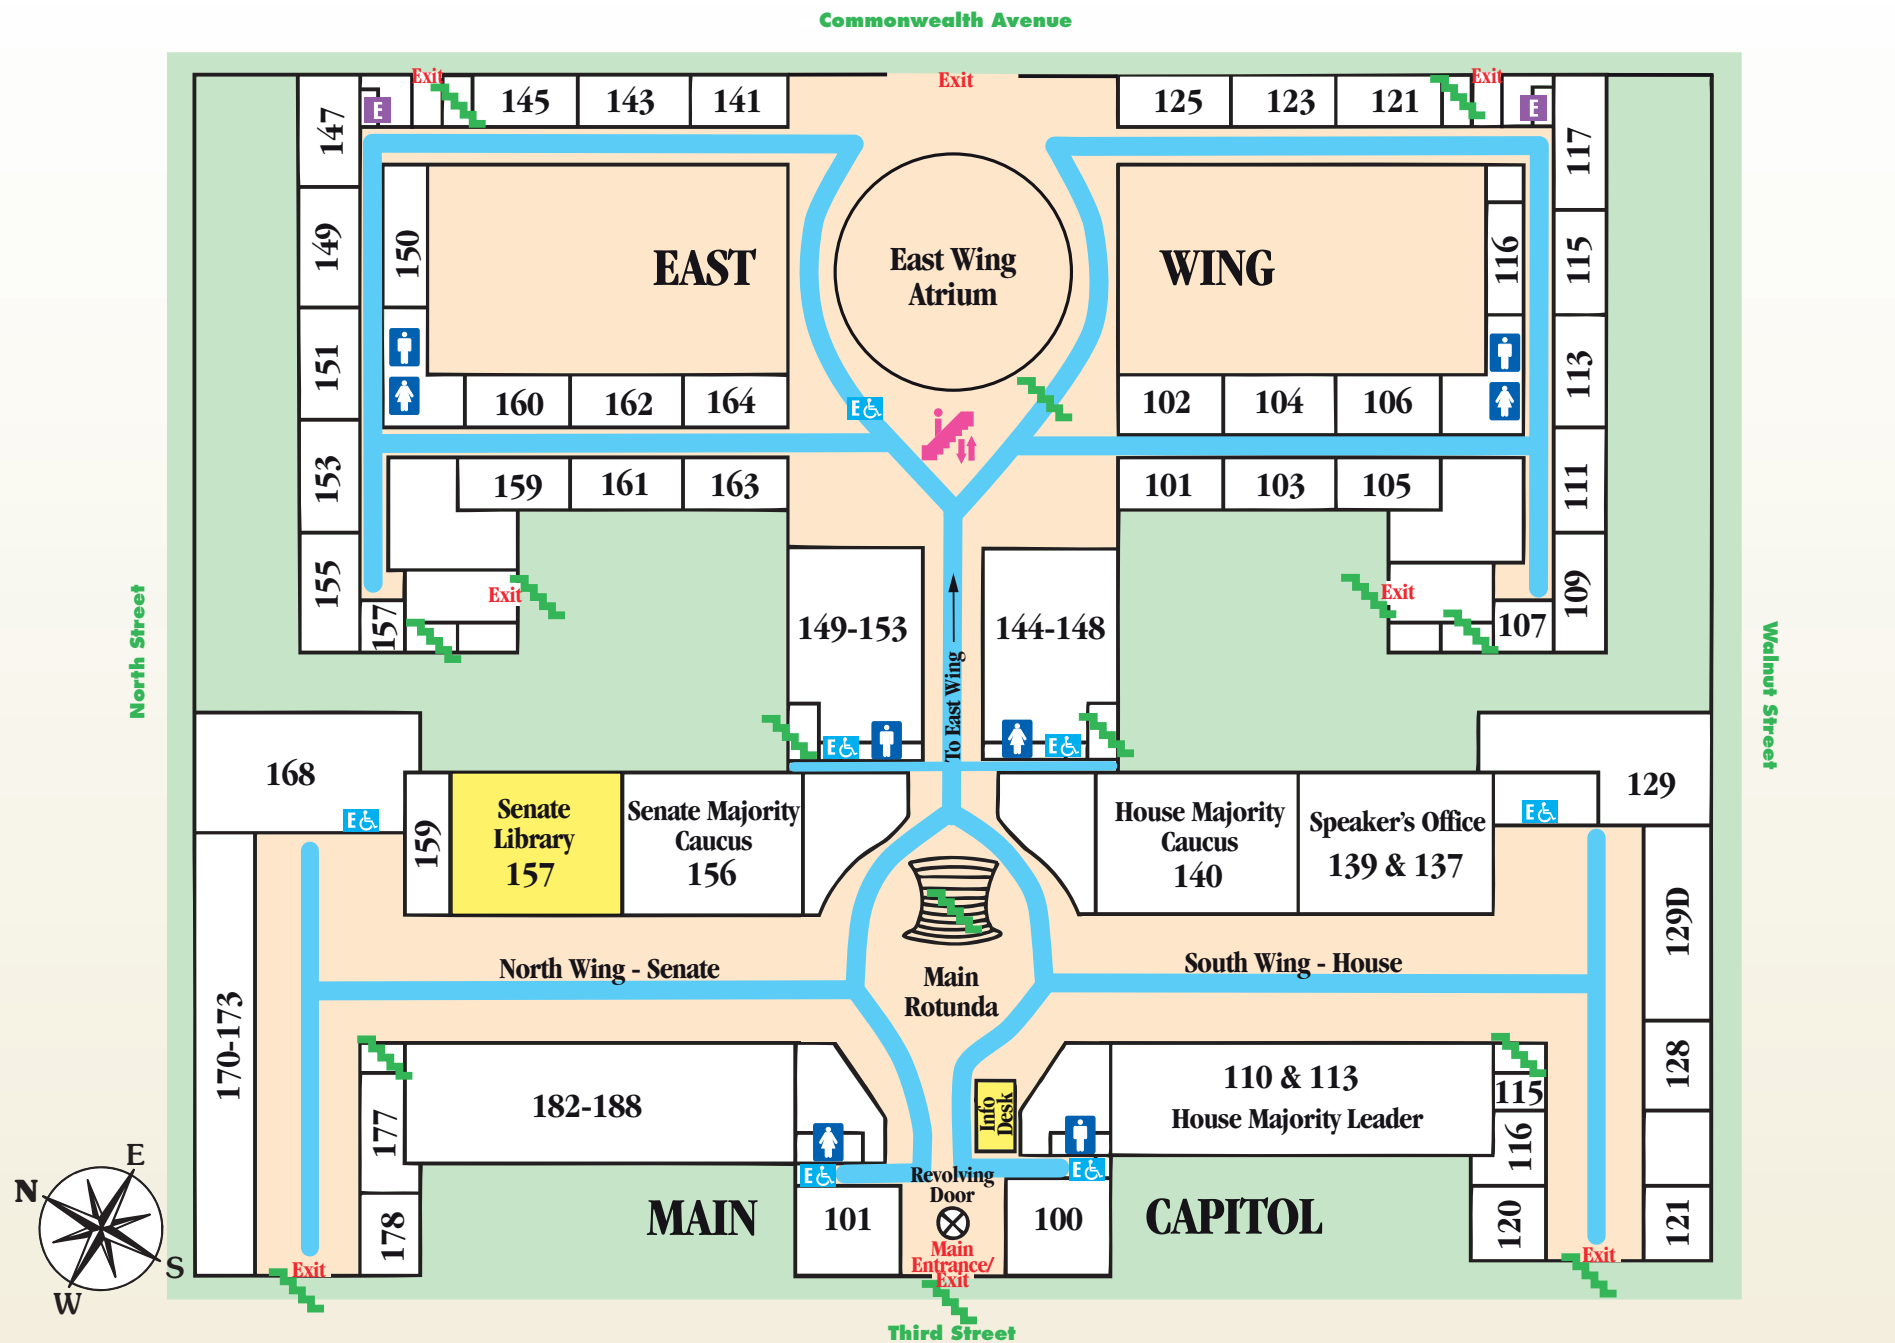 Commonwealth Avenue
Exit
Exit
Exit
E
145
143
141
125
123
121
E
147
117
149
150
EAST
East Wing
Atrium
WING
116
115
151
113
160
162
164
E
102
104
106
153
159
161
163
101
103
105
111
155
157
Exit
Exit
107
109
149-153
144-148
To East Wing
North Street
Walnut Street
E
E
168
E
129
E
159
Senate
Library
157
Senate Majority
Caucus
156
House Majority
Caucus
140
Speaker's Office
139 & 137
129D
North Wing - Senate
Main
Rotunda
South Wing - House
170-173
128
177
182-188
Info
Desk
110 & 113
House Majority Leader
115
116
E
E
Revolving
Door
178
MAIN
101
100
CAPITOL
120
121
Main
Entrance/
Exit
Exit
Exit
N
E
S
W
Third Street